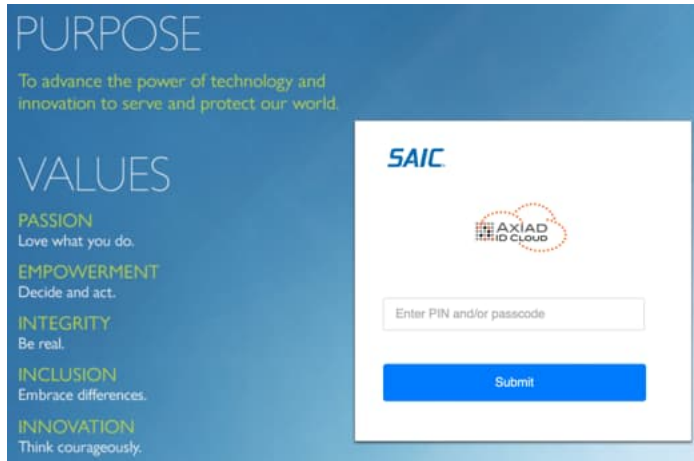 PURPOSE
To advance the power of technology and
innovation to serve and protect our world.
VALUES
PASSION
Love what you do.
EMPOWERMENT
Decide and act.
INTEGRITY
Be real.
INCLUSION
Embrace differences.
INNOVATION
Think courageously.
SAIC
AXIAD
ID CLOUD
Enter PIN and/or passcode
Submit